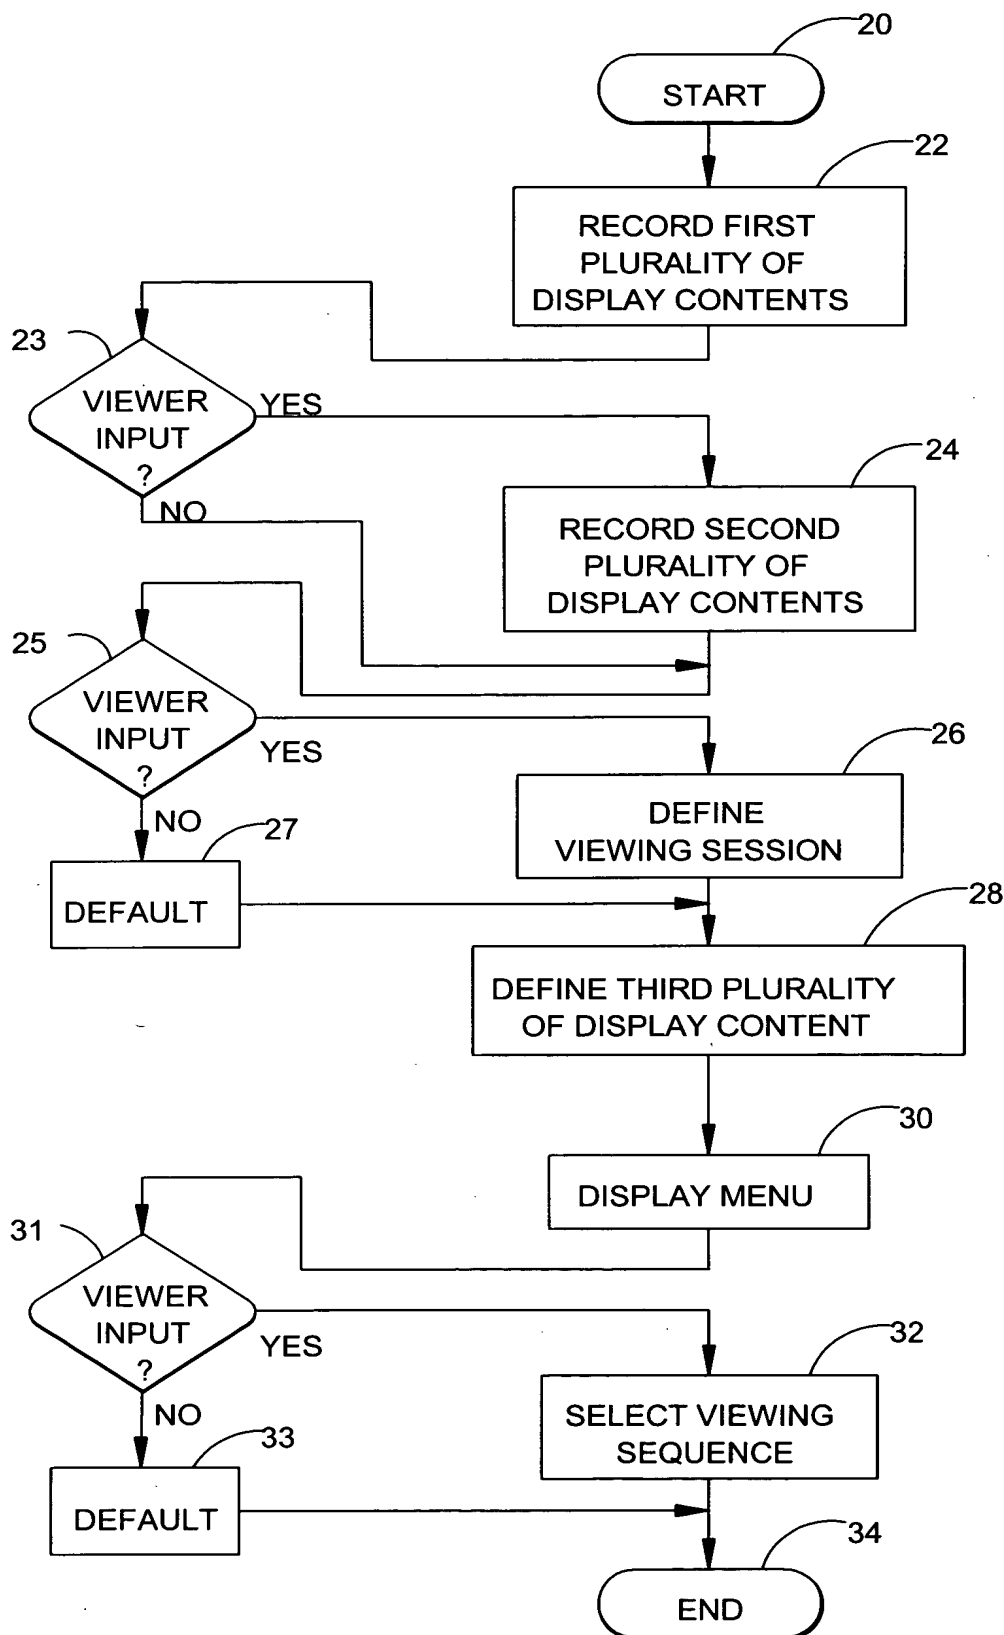 20
START
22
RECORD FIRST
PLURALITY OF
DISPLAY CONTENTS
23
VIEWER
INPUT
?
YES
NO
24
RECORD SECOND
PLURALITY OF
DISPLAY CONTENTS
25
VIEWER
INPUT
?
YES
NO
26
DEFINE
VIEWING SESSION
27
DEFAULT
28
DEFINE THIRD PLURALITY
OF DISPLAY CONTENT
30
DISPLAY MENU
31
VIEWER
INPUT
?
YES
NO
32
SELECT VIEWING
SEQUENCE
33
DEFAULT
34
END